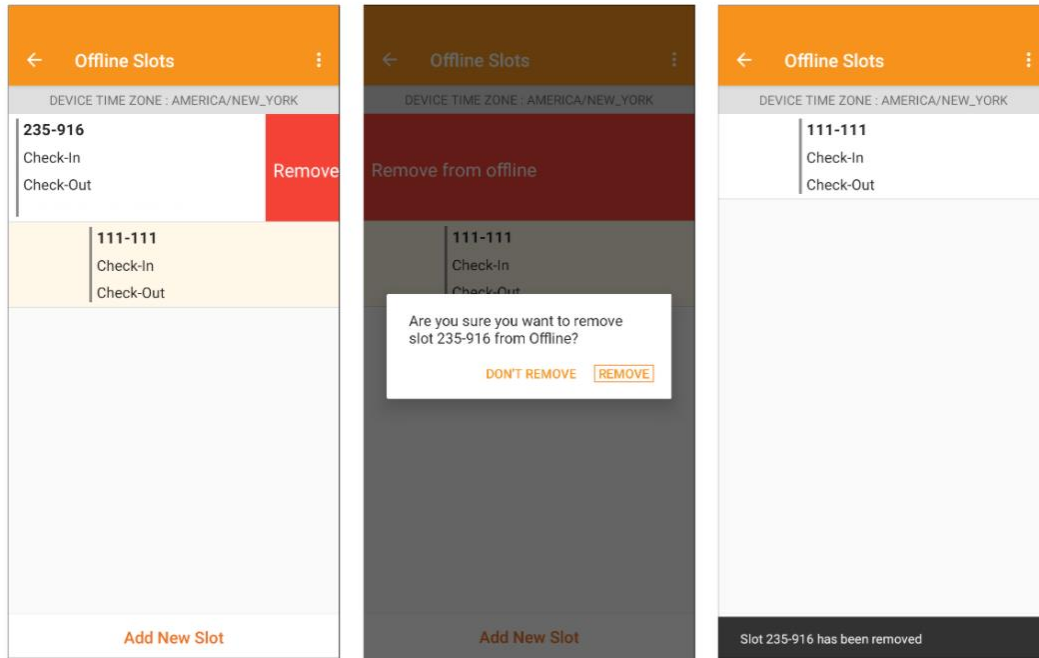 Offline Slots
DEVICE TIME ZONE : AMERICA/NEW_YORK
235-916
Check-In
Check-Out
Remove
111-111
Check-In
Check-Out
Add New Slot
Offline Slots
DEVICE TIME ZONE : AMERICA/NEW_YORK
Remove from offline
111-111
Check-In
Check-Out
Are you sure you want to remove
slot 235-916 from Offline?
DON'T REMOVE REMOVE
Add New Slot
Offline Slots
DEVICE TIME ZONE : AMERICA/NEW_YORK
111-111
Check-In
Check-Out
Slot 235-916 has been removed